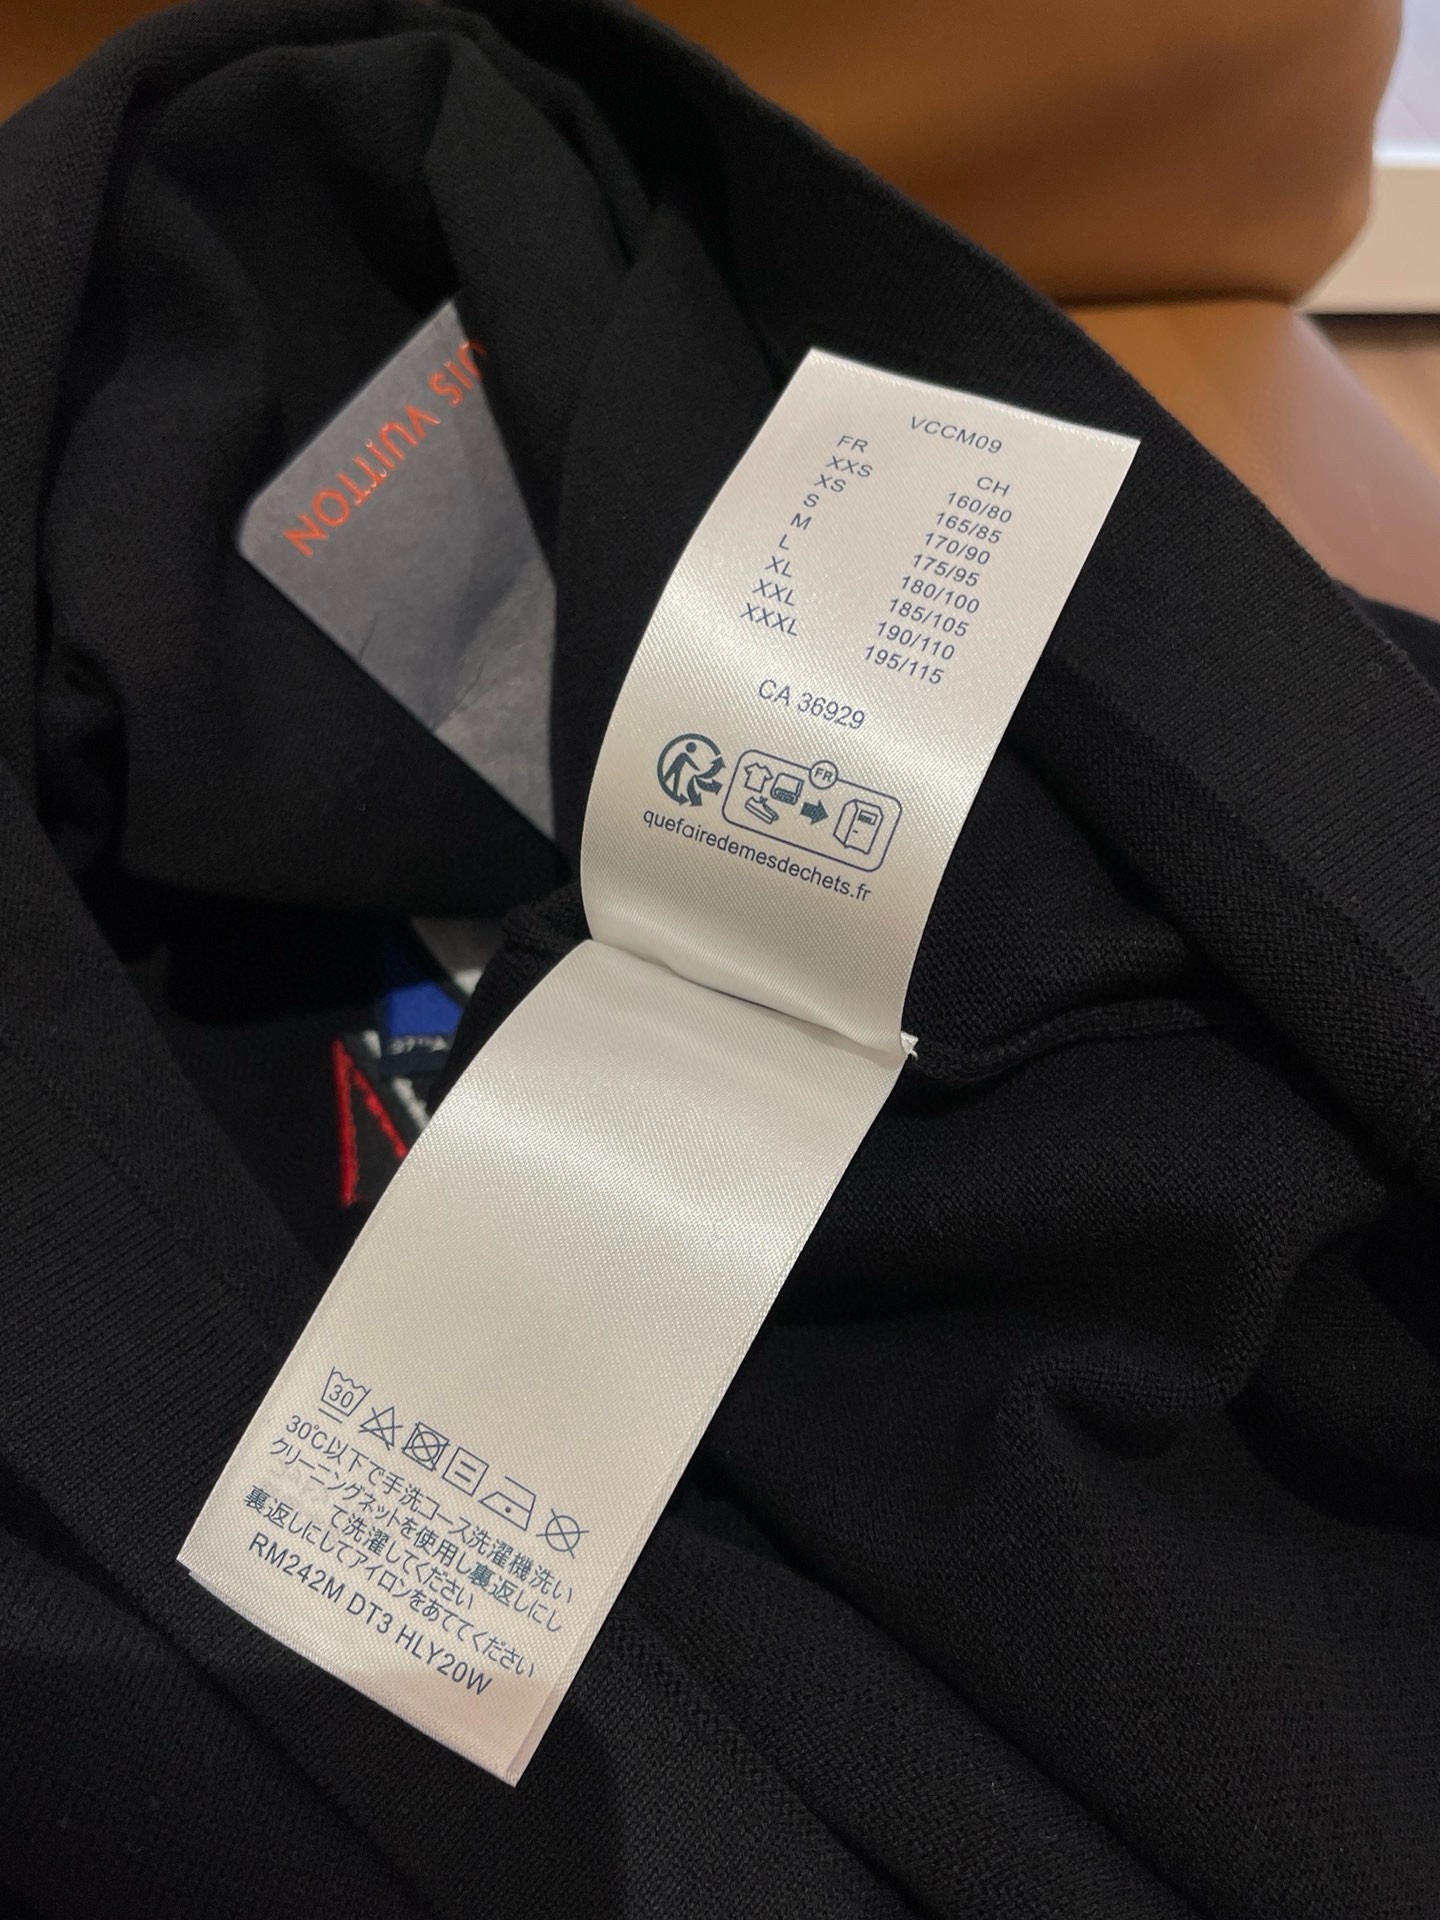 UIS VUITTON
VCCM09
FR CH
XXS 160/80
XS 165/85
S 170/90
M 175/95
L 180/100
XL 185/105
XXL 190/110
XXXL 195/115
CA 36929
FR
quefairedemesdechets.fr
30
30℃以下で手洗コース洗濯機洗い
クリーニングネットを使用し裏返しにし
て洗濯してください
裏返しにしてアイロンをあててください
RM242M DT3 HLY20W